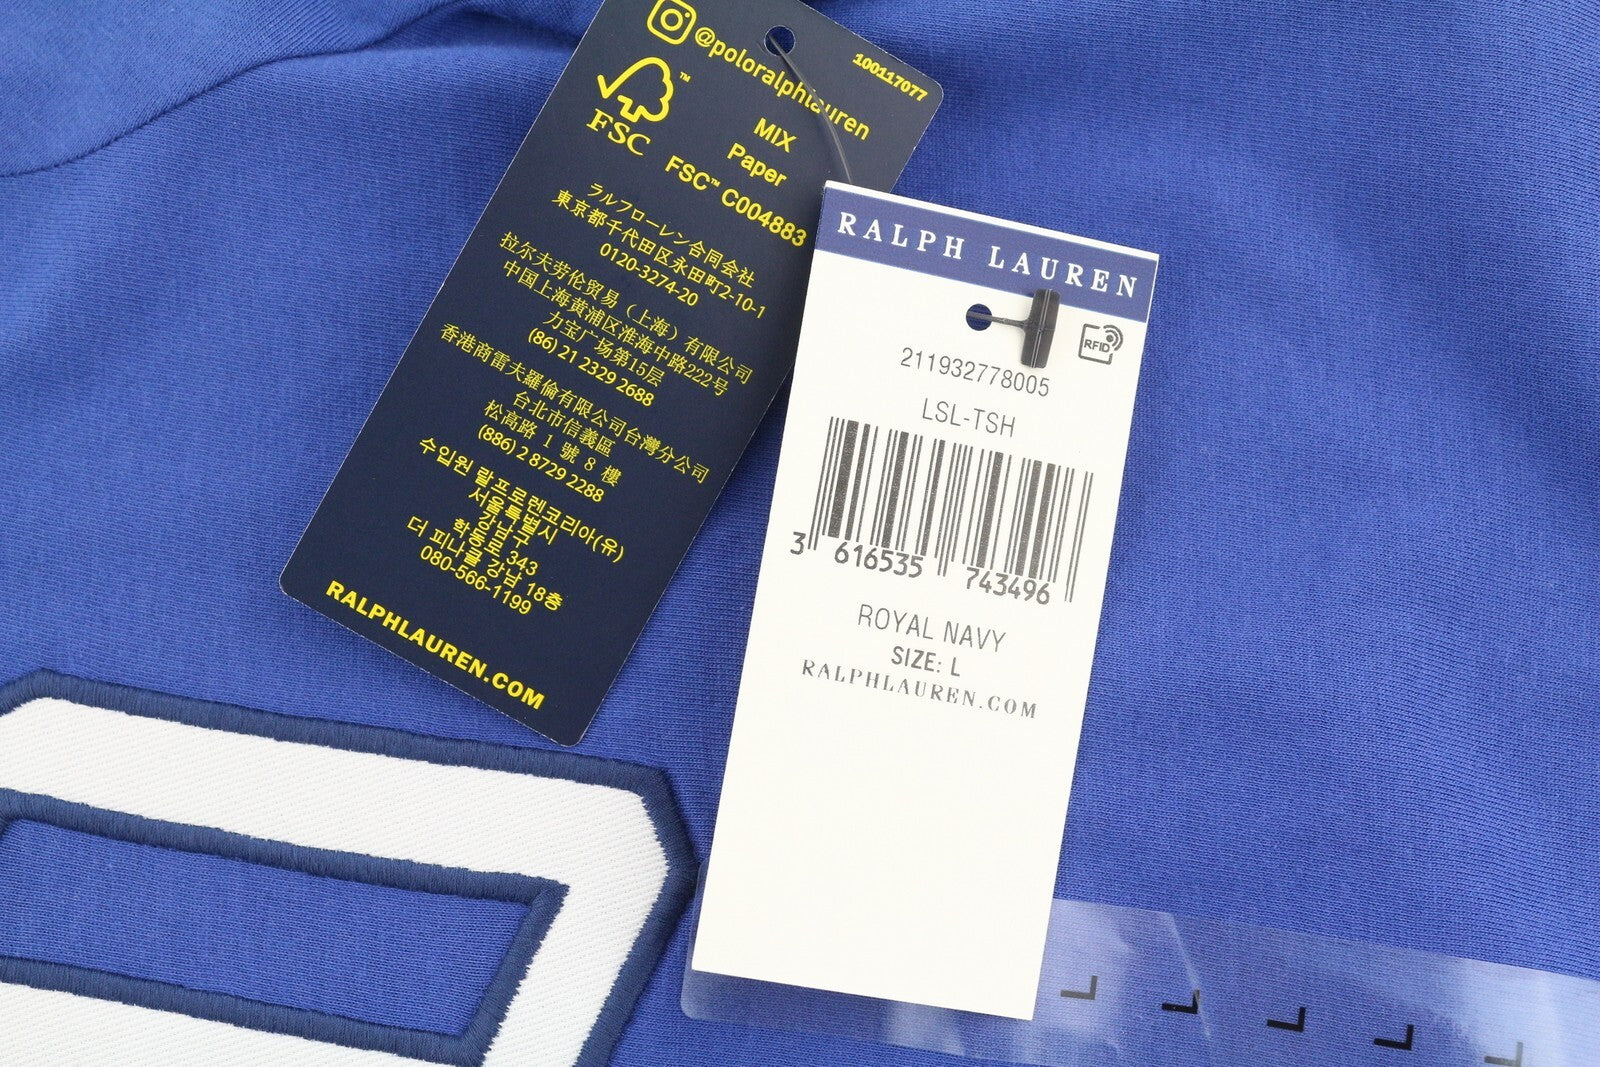 @poloralphlauren
100117077
FSC™
MIX
Paper
FSC™ C004883
ラルフローレン合同会社
東京都千代田区永田町2-10-1
0120-3274-20
拉尔夫劳伦贸易（上海）有限公司
中国上海黄浦区淮海中路222号
力宝广场第15层
(86) 21 2329 2688
香港商雷夫羅倫有限公司台灣分公司
台北市信義區
松高路 1 號 8 樓
(886) 2 8729 2288
수입원 랄프로렌코리아(유)
서울특별시
강남구
학동로 343
더 피나클 강남 18층
080-566-1199
RALPHLAUREN.COM
RALPH LAUREN
RFID
211932778005
LSL-TSH
3 616535 743496
ROYAL NAVY
SIZE: L
RALPHLAUREN.COM
L L L L L